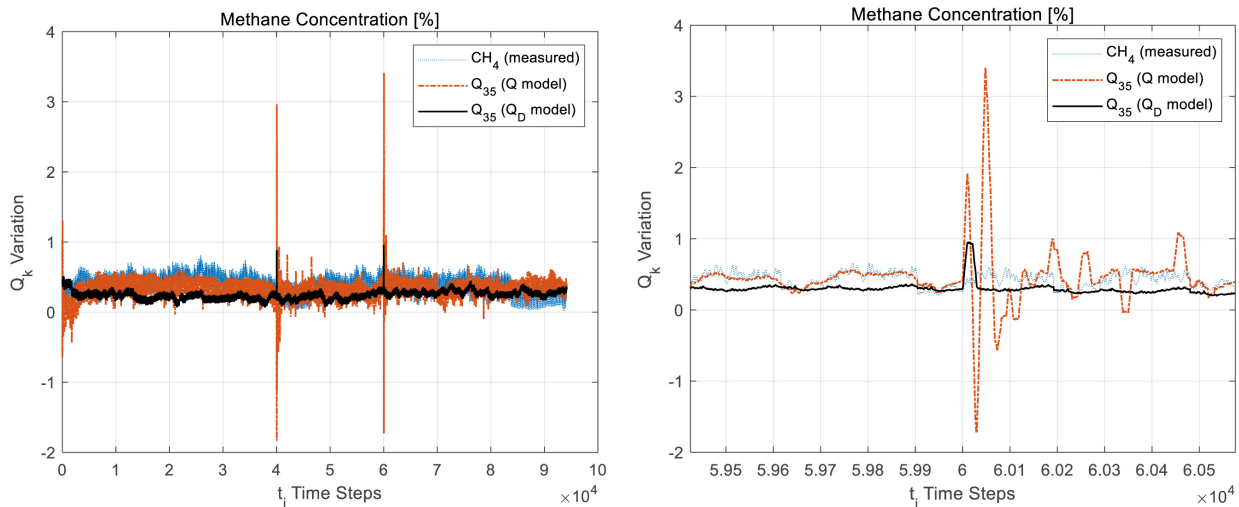 Methane Concentration [%]
4
3
2
1
0
-1
-2
Q_k Variation
CH_4 (measured)
Q_35 (Q model)
Q_35 (Q_D model)
0 1 2 3 4 5 6 7 8 9 10
t_i Time Steps
×10^4
Methane Concentration [%]
4
3
2
1
0
-1
-2
Q_k Variation
CH_4 (measured)
Q_35 (Q model)
Q_35 (Q_D model)
5.95 5.96 5.97 5.98 5.99 6 6.01 6.02 6.03 6.04 6.05
t_i Time Steps
×10^4